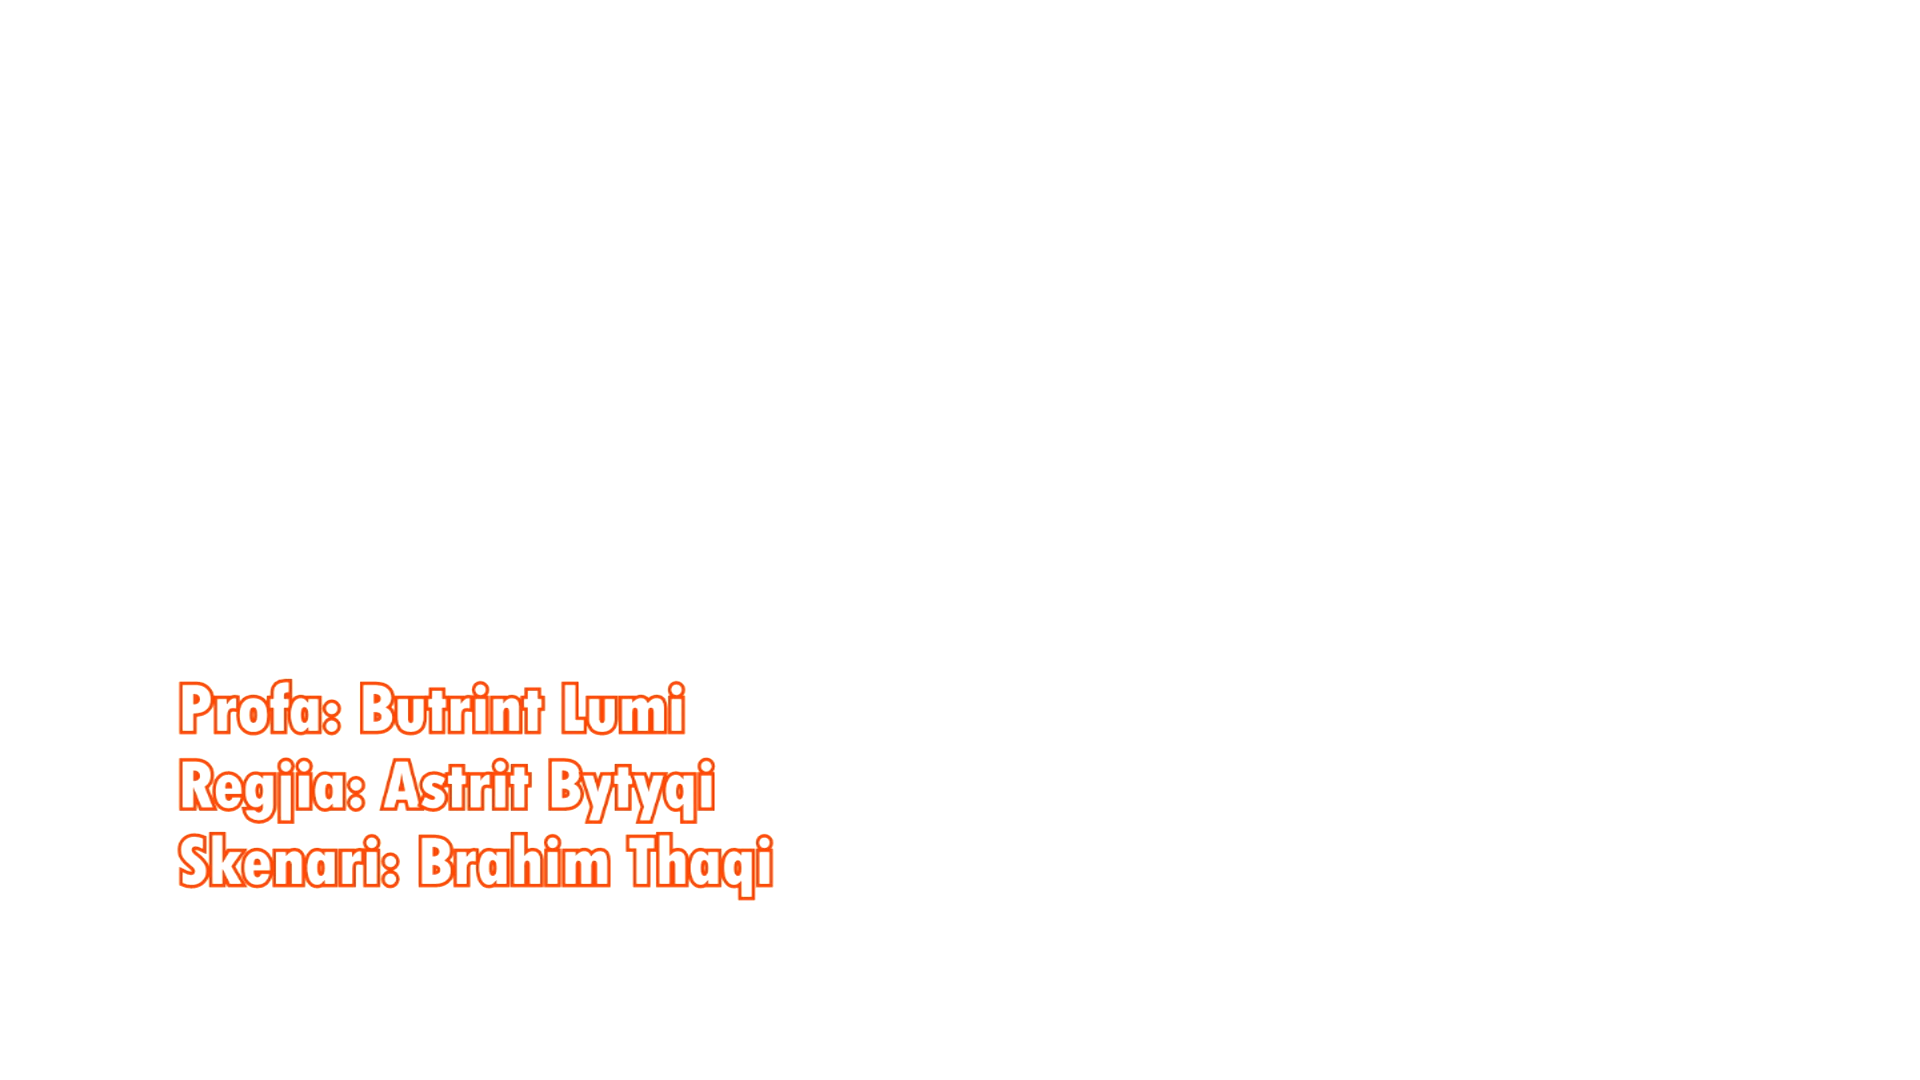 Profa: Butrint Lumi
Regjia: Astrit Bytyqi
Skenari: Brahim Thaqi